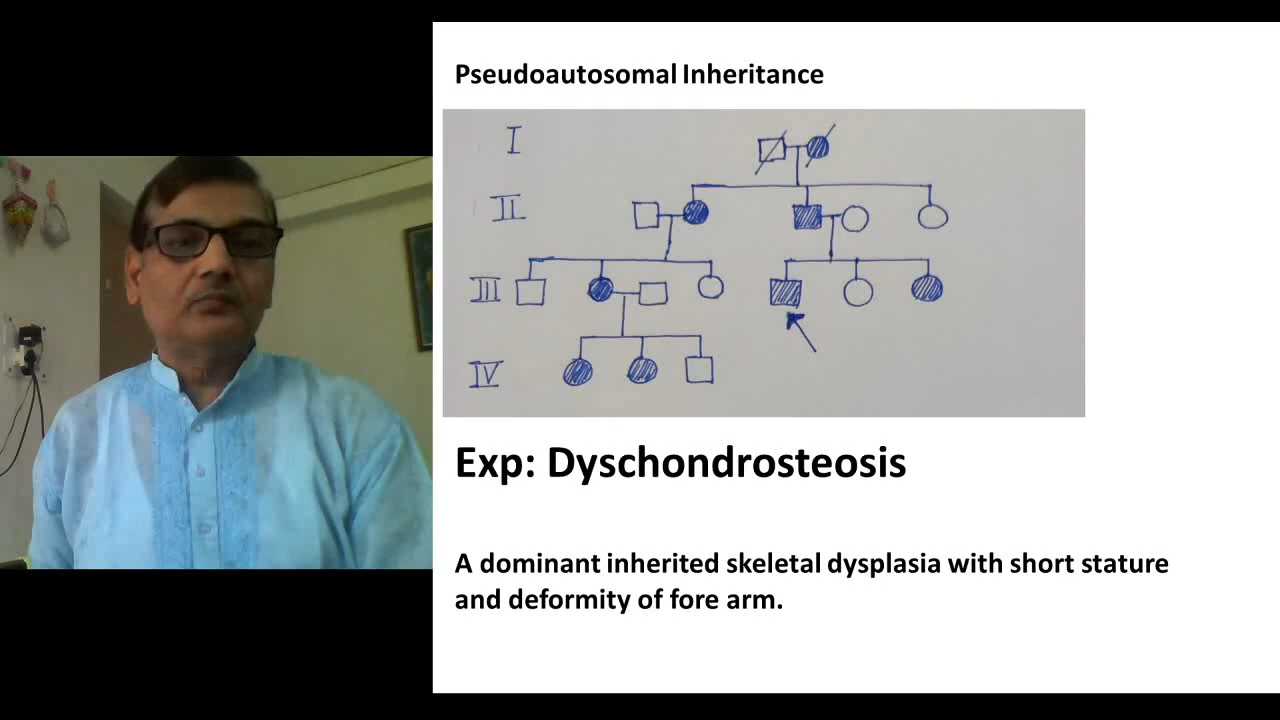 Pseudoautosomal Inheritance
I
II
III
IV
Exp: Dyschondrosteosis
A dominant inherited skeletal dysplasia with short stature
and deformity of fore arm.